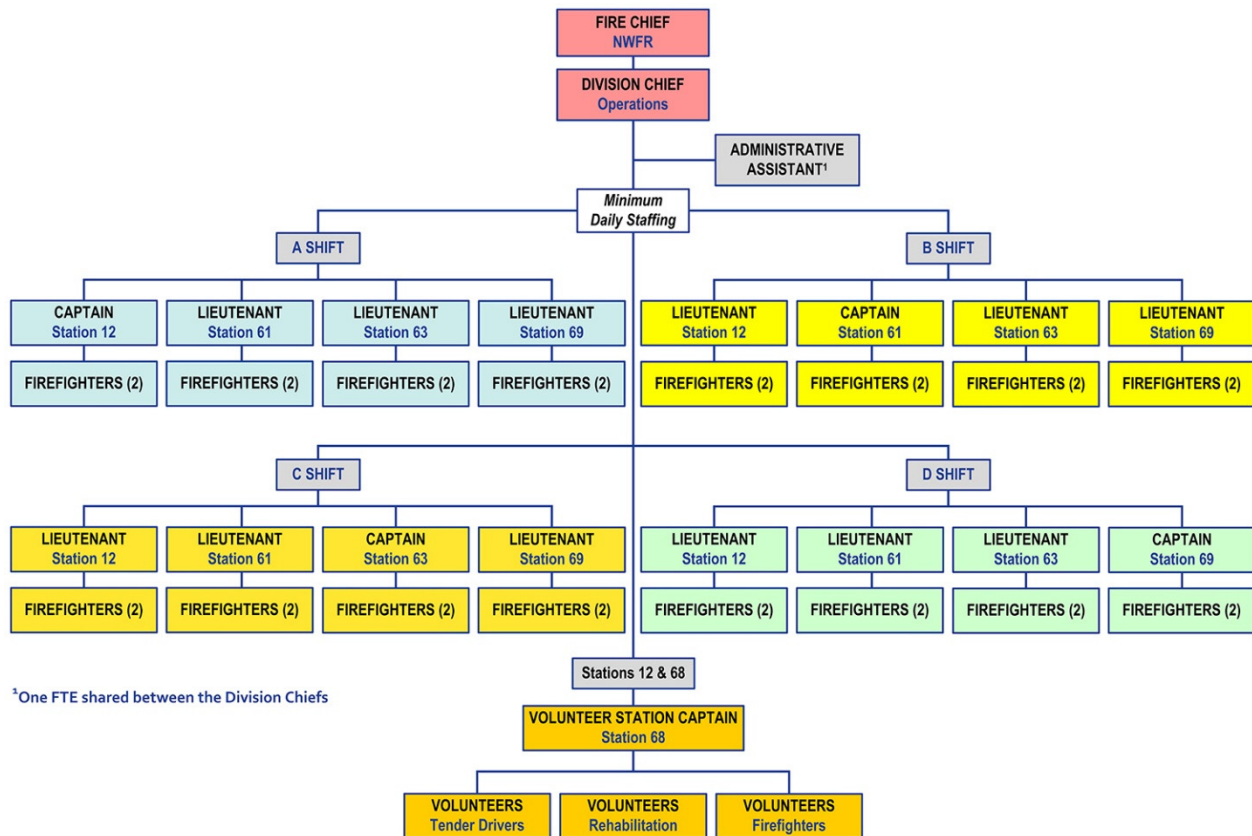 FIRE CHIEF
NWFR
DIVISION CHIEF
Operations
ADMINISTRATIVE
ASSISTANT¹
Minimum
Daily Staffing
A SHIFT
B SHIFT
CAPTAIN
Station 12
LIEUTENANT
Station 61
LIEUTENANT
Station 63
LIEUTENANT
Station 69
LIEUTENANT
Station 12
CAPTAIN
Station 61
LIEUTENANT
Station 63
LIEUTENANT
Station 69
FIREFIGHTERS (2)
FIREFIGHTERS (2)
FIREFIGHTERS (2)
FIREFIGHTERS (2)
FIREFIGHTERS (2)
FIREFIGHTERS (2)
FIREFIGHTERS (2)
FIREFIGHTERS (2)
C SHIFT
D SHIFT
LIEUTENANT
Station 12
LIEUTENANT
Station 61
CAPTAIN
Station 63
LIEUTENANT
Station 69
LIEUTENANT
Station 12
LIEUTENANT
Station 61
LIEUTENANT
Station 63
CAPTAIN
Station 69
FIREFIGHTERS (2)
FIREFIGHTERS (2)
FIREFIGHTERS (2)
FIREFIGHTERS (2)
FIREFIGHTERS (2)
FIREFIGHTERS (2)
FIREFIGHTERS (2)
FIREFIGHTERS (2)
Stations 12 & 68
¹One FTE shared between the Division Chiefs
VOLUNTEER STATION CAPTAIN
Station 68
VOLUNTEERS
Tender Drivers
VOLUNTEERS
Rehabilitation
VOLUNTEERS
Firefighters